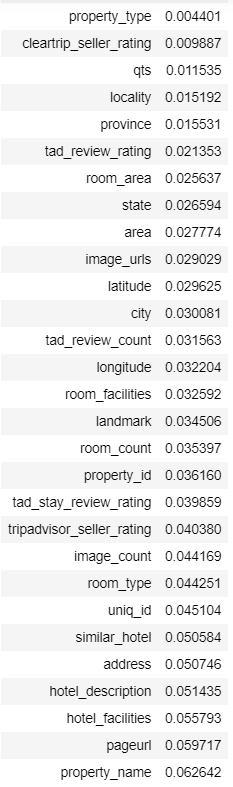 property_type 0.004401
cleartrip_seller_rating 0.009887
qts 0.011535
locality 0.015192
province 0.015531
tad_review_rating 0.021353
room_area 0.025637
state 0.026594
area 0.027774
image_urls 0.029029
latitude 0.029625
city 0.030081
tad_review_count 0.031563
longitude 0.032204
room_facilities 0.032592
landmark 0.034506
room_count 0.035397
property_id 0.036160
tad_stay_review_rating 0.039859
tripadvisor_seller_rating 0.040380
image_count 0.044169
room_type 0.044251
uniq_id 0.045104
similar_hotel 0.050584
address 0.050746
hotel_description 0.051435
hotel_facilities 0.055793
pageurl 0.059717
property_name 0.062642